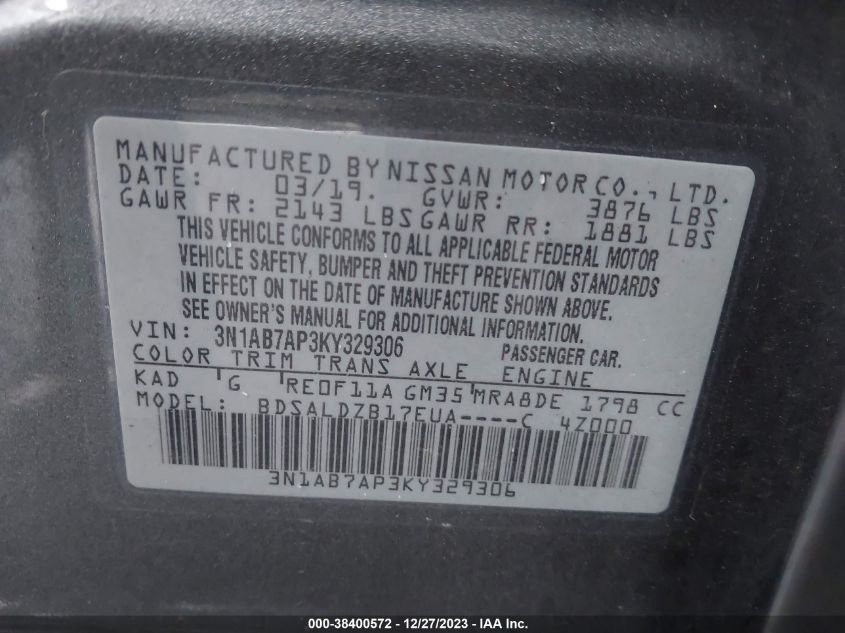 MANUFACTURED BY NISSAN MOTOR CO., LTD.
DATE: 03/19. GVWR: 3876 LBS
GAWR FR: 2143 LBS GAWR RR: 1881 LBS
THIS VEHICLE CONFORMS TO ALL APPLICABLE FEDERAL MOTOR
VEHICLE SAFETY, BUMPER AND THEFT PREVENTION STANDARDS
IN EFFECT ON THE DATE OF MANUFACTURE SHOWN ABOVE.
SEE OWNER'S MANUAL FOR ADDITIONAL INFORMATION.
VIN: 3N1AB7AP3KY329306 PASSENGER CAR.
COLOR TRIM TRANS AXLE ENGINE
KAD G RE0F11A GM35 MRA8DE 1798 CC
MODEL: BDSALDZB17EUA----C 4Z000
3N1AB7AP3KY329306
000-38400572 - 12/27/2023 - IAA Inc.